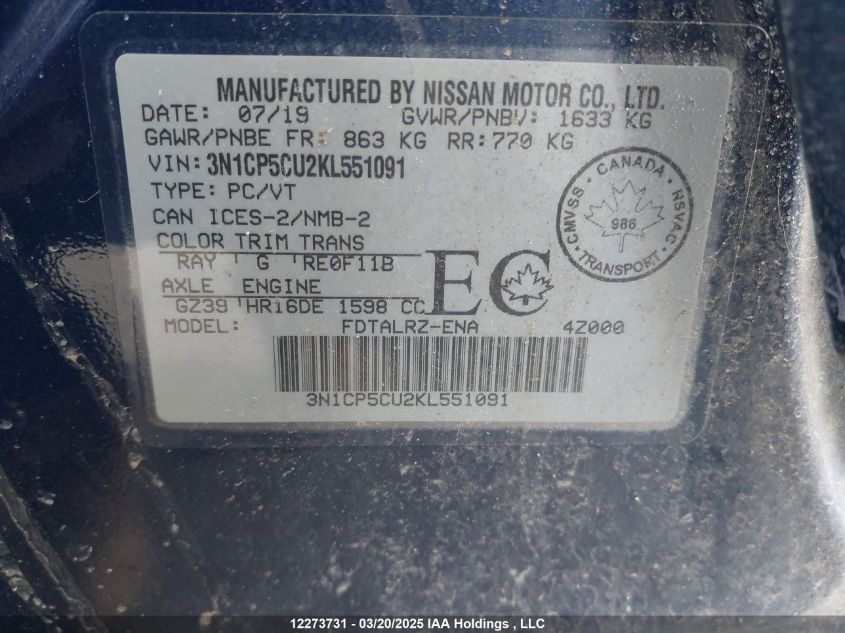 MANUFACTURED BY NISSAN MOTOR CO., LTD.
DATE: 07/19 GVWR/PNBV: 1633 KG
GAWR/PNBE FR: 863 KG RR: 770 KG
VIN: 3N1CP5CU2KL551091
TYPE: PC/VT
CAN ICES-2/NMB-2
COLOR TRIM TRANS
RAY G RE0F11B
AXLE ENGINE
GZ39 HR16DE 1598 CC
EC
MODEL: FDTALRZ-ENA 4Z000
3N1CP5CU2KL551091
CANADA
CMVSS NSVAC
986
TRANSPORT
12273731 - 03/20/2025 IAA Holdings , LLC